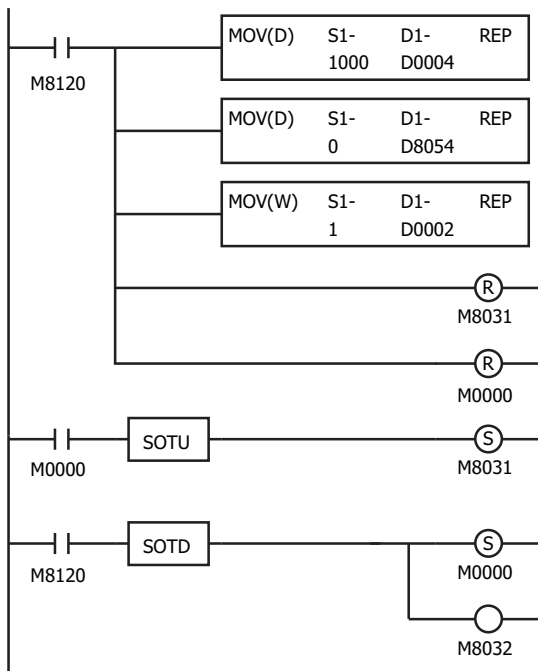 MOV(D) S1- D1- REP
1000 D0004
M8120
MOV(D) S1- D1- REP
0 D8054
MOV(W) S1- D1- REP
1 D0002
R
M8031
R
M0000
SOTU S
M0000 M8031
SOTD S
M8120 M0000
M8032